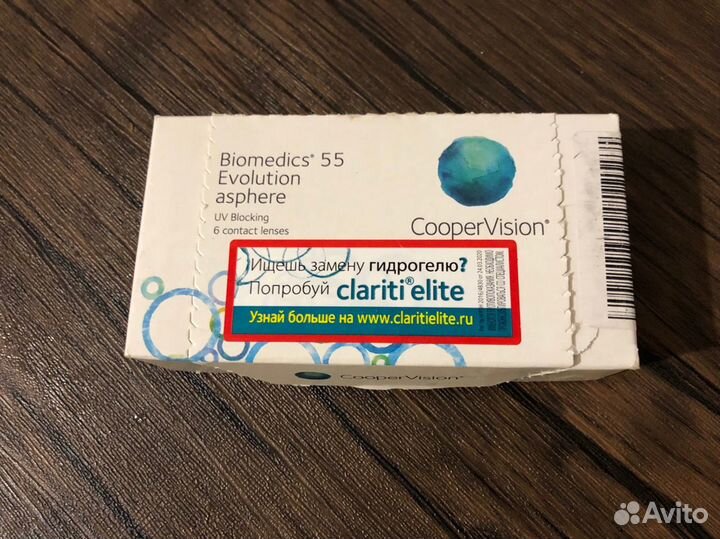 Biomedics® 55
Evolution
asphere
UV Blocking
6 contact lenses
CooperVision®
Ищешь замену гидрогелю?
Попробуй clariti® elite
Узнай больше на www.claritielite.ru
CooperVision®
Avito